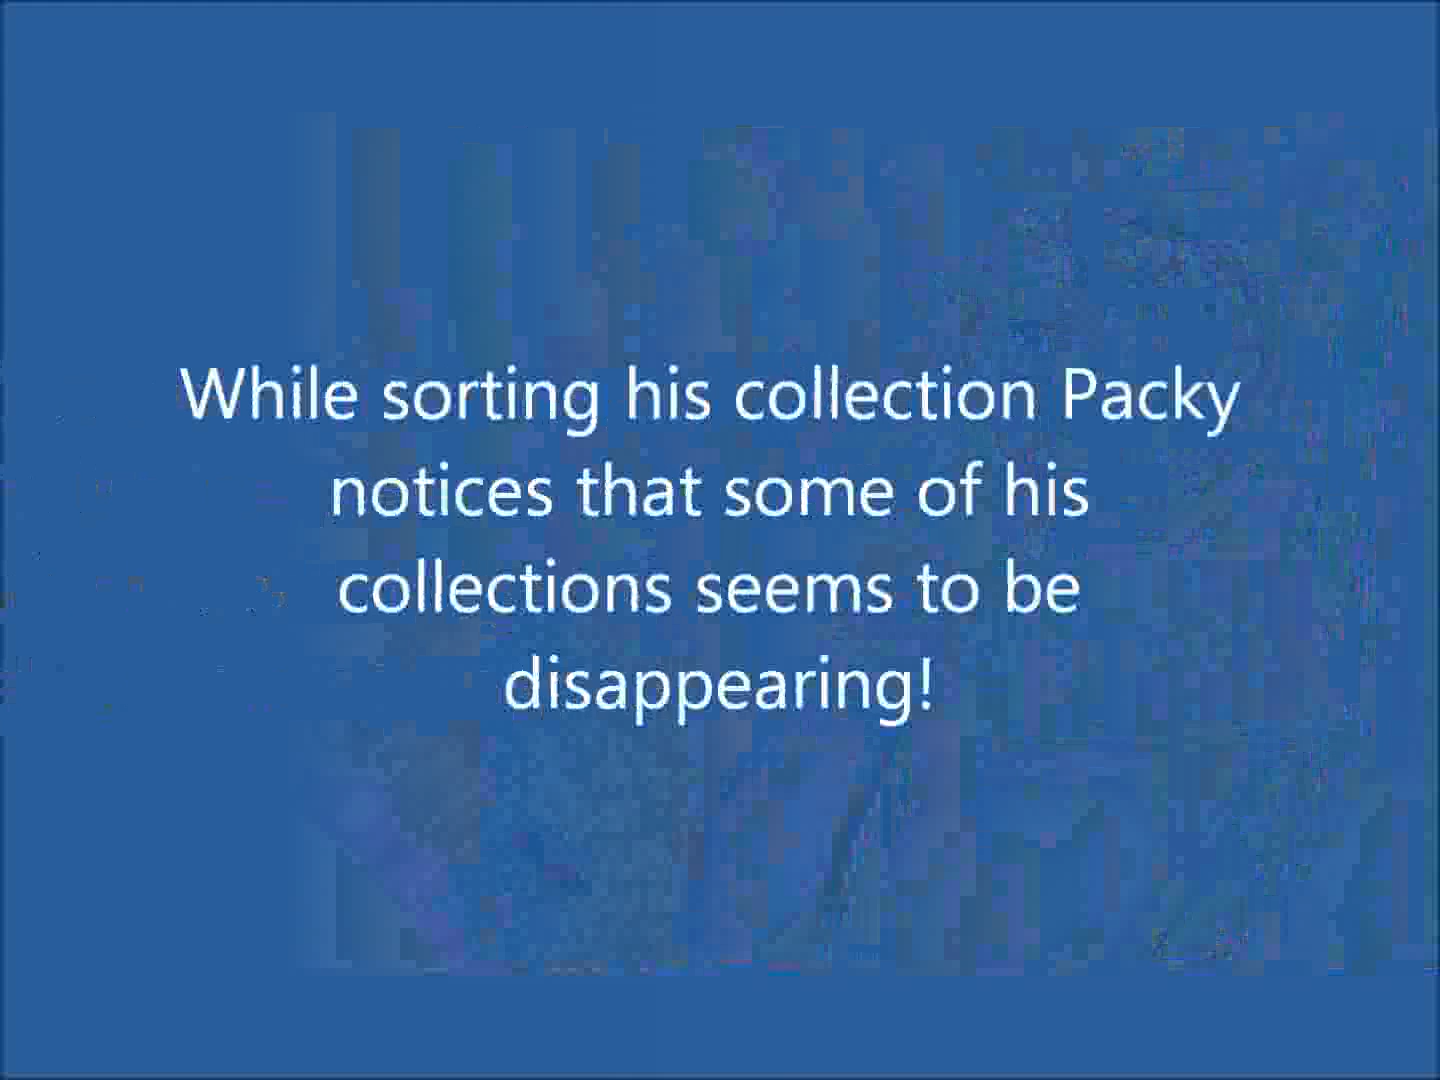 While sorting his collection Packy
notices that some of his
collections seems to be
disappearing!